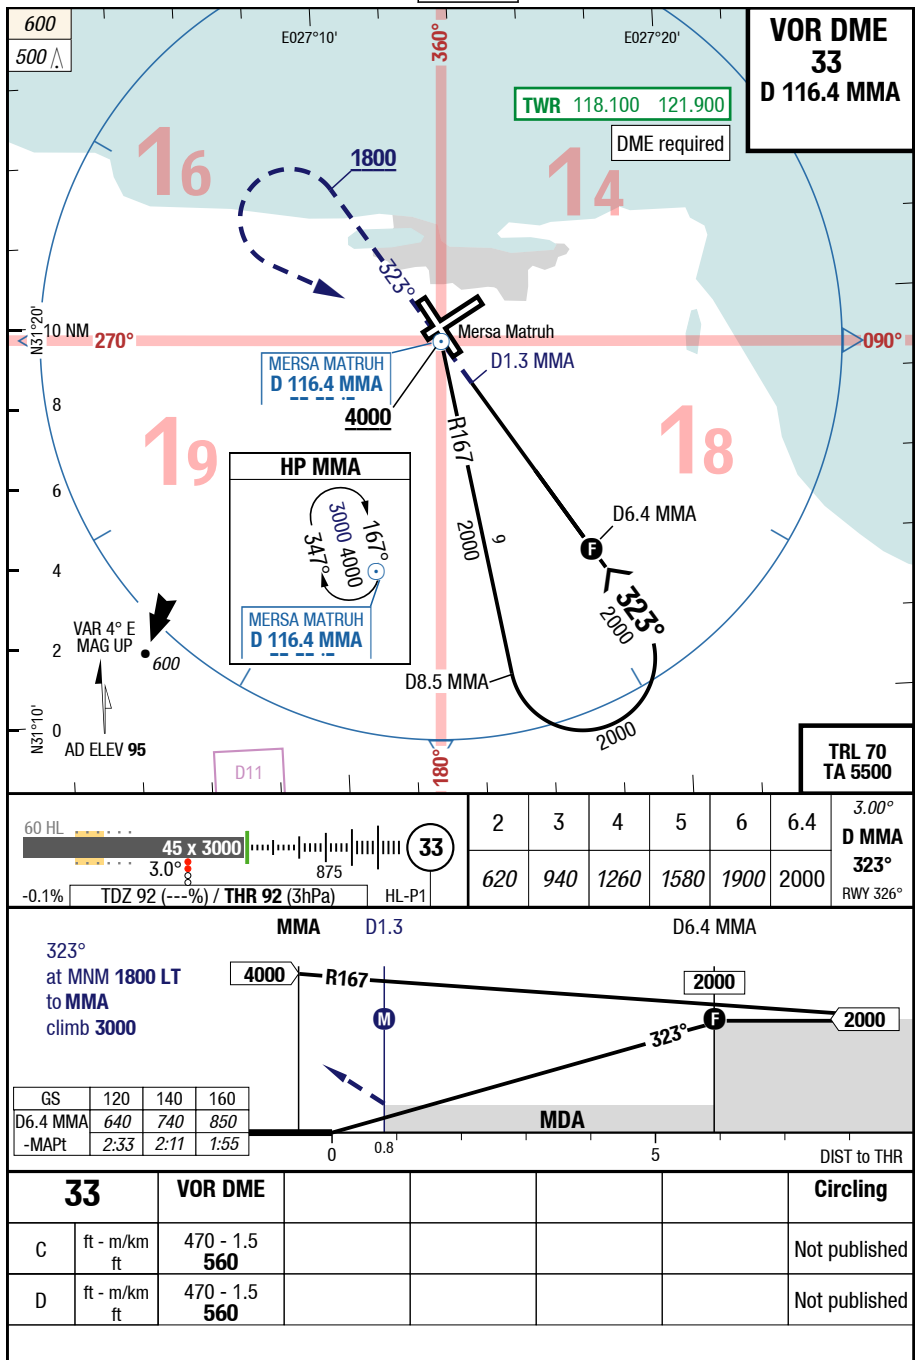 600
500
E027°10'
360°
E027°20'
VOR DME
33
D 116.4 MMA
TWR 118.100 121.900
DME required
16
1800
14
323°
N31°20'
10 NM
270°
Mersa Matruh
090°
MERSA MATRUH
D 116.4 MMA
D1.3 MMA
8
4000
19
R167
18
HP MMA
6
D6.4 MMA
167°
3000 4000
347°
9
2000
4
MERSA MATRUH
D 116.4 MMA
323°
2000
VAR 4° E
MAG UP
2
600
D8.5 MMA
N31°10'
0
2000
AD ELEV 95
D11
180°
TRL 70
TA 5500
60 HL
45 x 3000
33
3.0°
875
-0.1%
TDZ 92 (---%) / THR 92 (3hPa)
HL-P1
2 3 4 5 6 6.4
620 940 1260 1580 1900 2000
3.00°
D MMA
323°
RWY 326°
MMA D1.3 D6.4 MMA
323°
at MNM 1800 LT
to MMA
climb 3000
4000
R167
2000
M
F
2000
323°
MDA
GS 120 140 160
D6.4 MMA 640 740 850
-MAPt 2:33 2:11 1:55
0 0.8 5 DIST to THR
33 VOR DME Circling
C ft - m/km 470 - 1.5 Not published
ft 560
D ft - m/km 470 - 1.5 Not published
ft 560